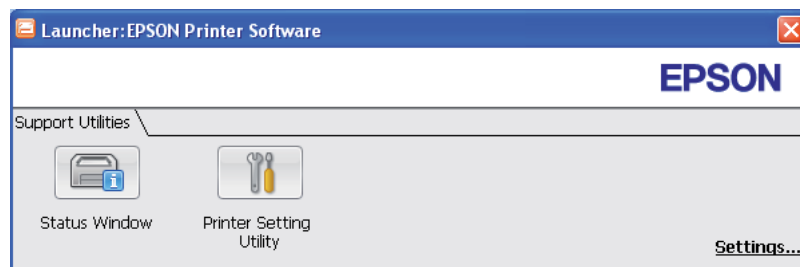 Launcher:EPSON Printer Software
EPSON
Support Utilities
Status Window
Printer Setting
Utility
Settings...